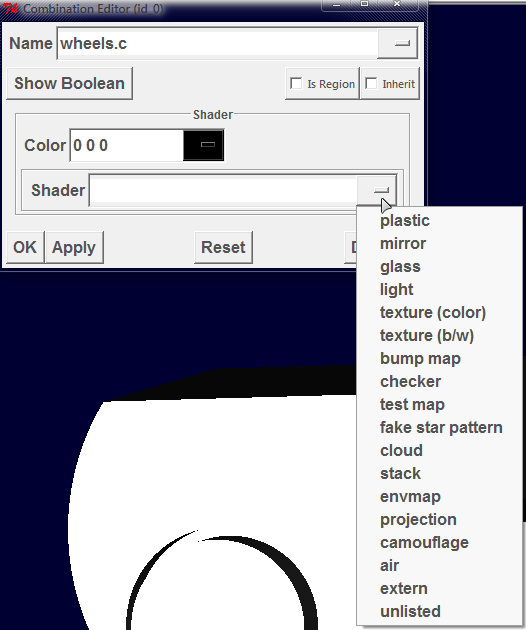 Combination Editor (id_0)
Name wheels.c
Show Boolean Is Region Inherit
Shader
Color 0 0 0
Shader
OK Apply Reset
plastic
mirror
glass
light
texture (color)
texture (b/w)
bump map
checker
test map
fake star pattern
cloud
stack
envmap
projection
camouflage
air
extern
unlisted